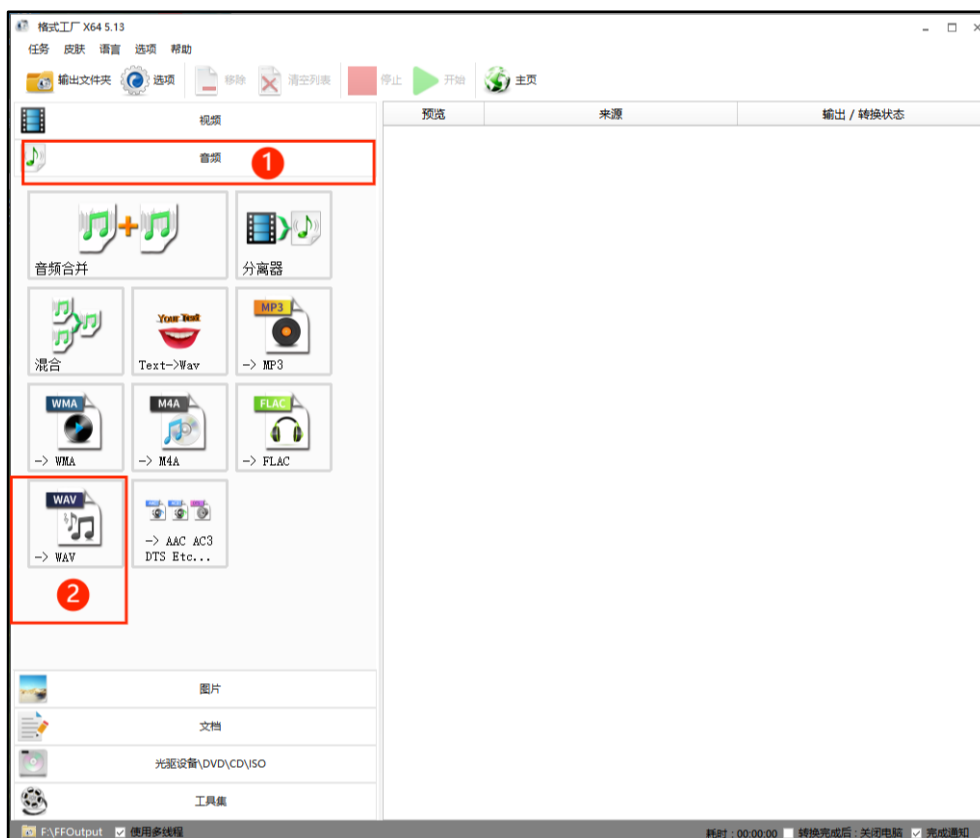 格式工厂 X64 5.13
任务 皮肤 语言 选项 帮助
输出文件夹 选项 移除 清空列表 停止 开始 主页
视频
预览 来源 输出 / 转换状态
音频
1
音频合并
分离器
混合
Your Text
Text->Wav
MP3
-> MP3
WMA
-> WMA
M4A
-> M4A
FLAC
-> FLAC
WAV
-> WAV
-> AAC AC3
DTS Etc...
2
图片
文档
光驱设备\DVD\CD\ISO
工具集
F:\FFOutput 使用多线程 耗时 : 00:00:00 转换完成后 : 关闭电脑 完成通知